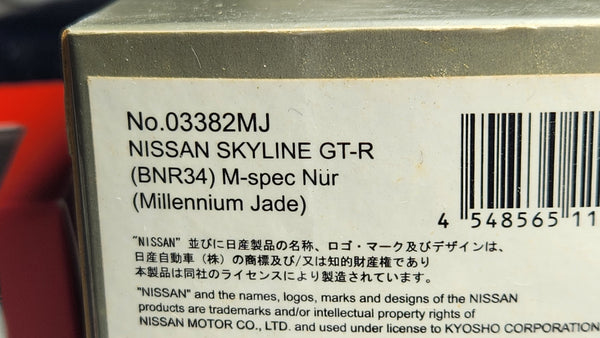 No.03382MJ
NISSAN SKYLINE GT-R
(BNR34) M-spec Nür
(Millennium Jade)
4 548565 11
"NISSAN" 並びに日産製品の名称、ロゴ・マーク及びデザインは、
日産自動車（株）の商標及び/又は知的財産権であり
本製品は同社のライセンスにより製造されています。
"NISSAN" and the names, logos, marks and designs of the NISSAN
products are trademarks and/or intellectual property rights of
NISSAN MOTOR CO., LTD. and used under license to KYOSHO CORPORATION